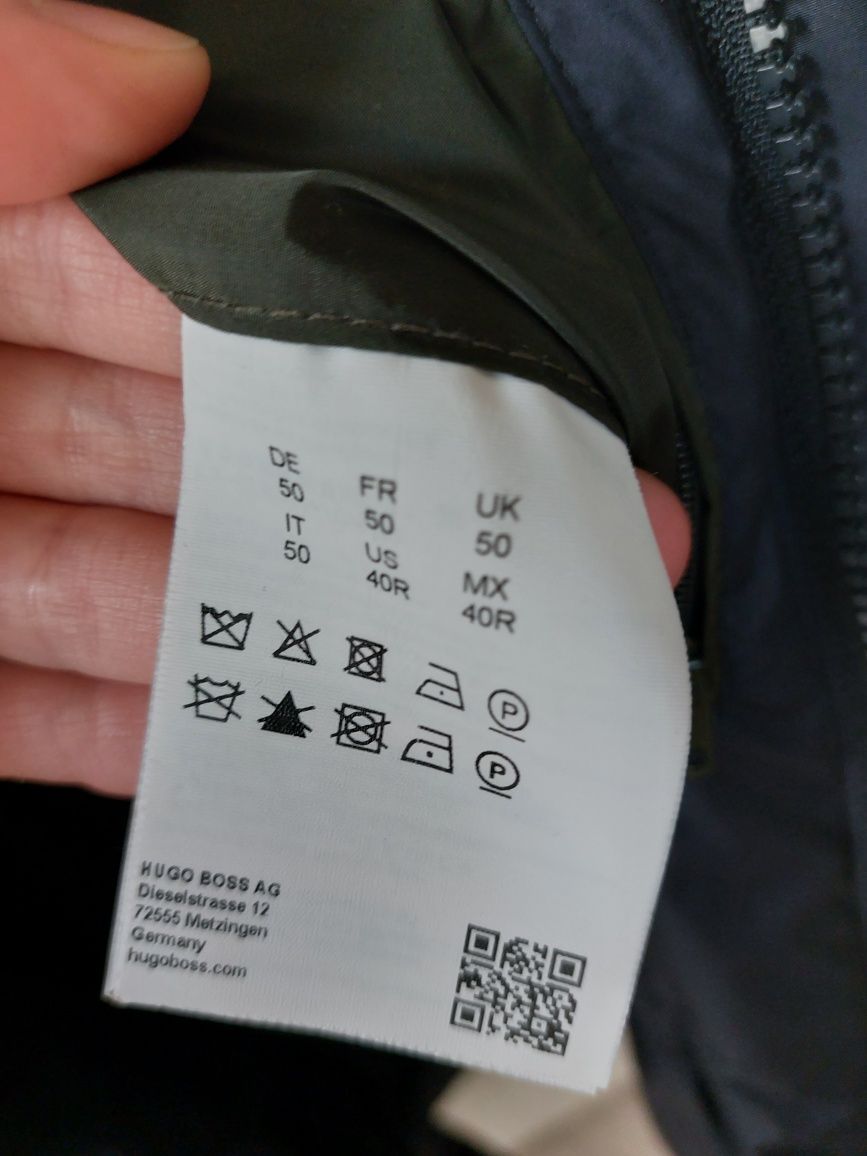 DE FR UK
50 50 50
IT US MX
50 40R 40R
P
P
HUGO BOSS AG
Dieselstrasse 12
72555 Metzingen
Germany
hugoboss.com